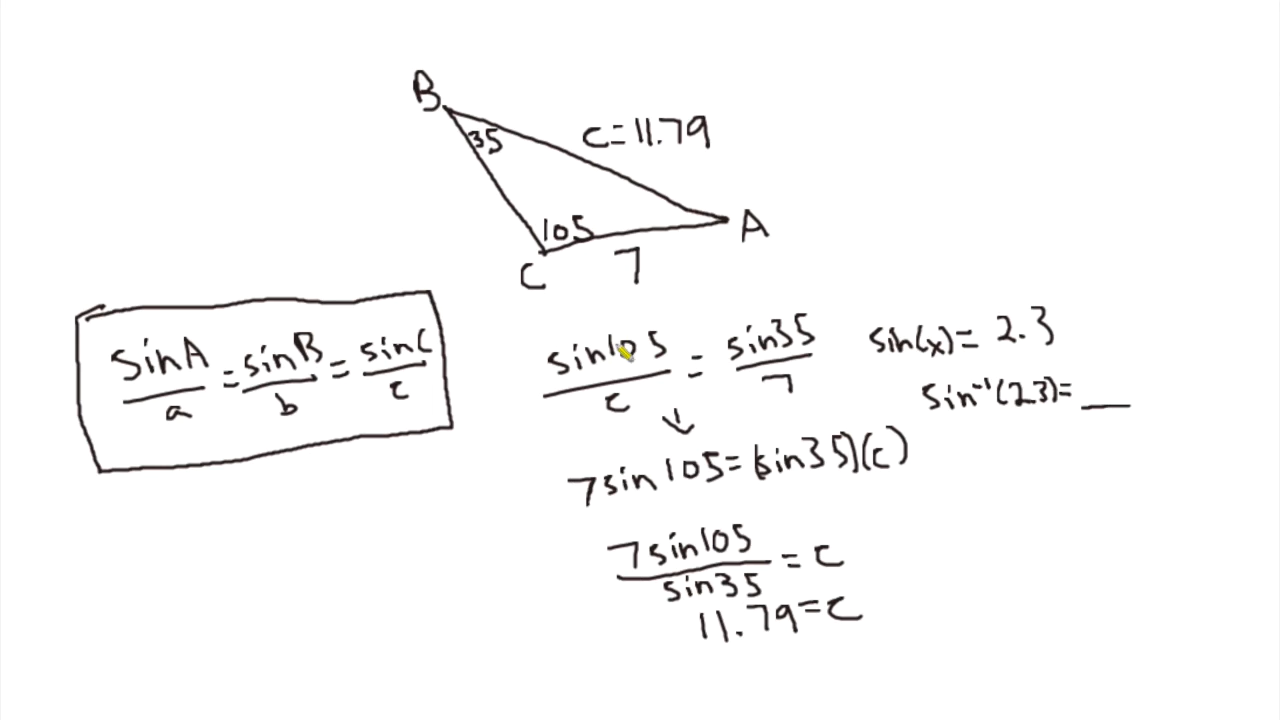 B
35
c=11.79
105
A
C
7
sinA/a = sinB/b = sinC/c
sin105/c = sin35/7
sin(x)= 2.3
sin⁻¹(2.3)= __
↓
7sin105=(sin35)(c)
7sin105/sin35 = c
11.79=c